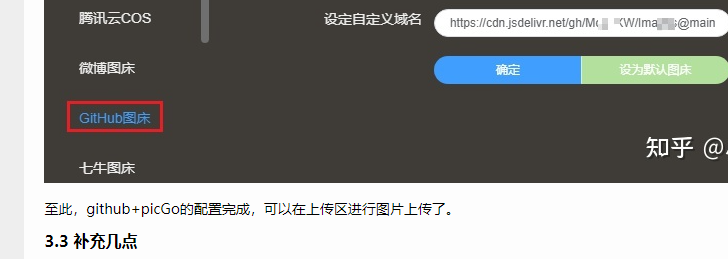 腾讯云COS
设定自定义域名
https://cdn.jsdelivr.net/gh/M KW/Ima s@main
微博图床
确定
设为默认图床
GitHub图床
知乎 @
七牛图床
至此，github+picGo的配置完成，可以在上传区进行图片上传了。
3.3 补充几点